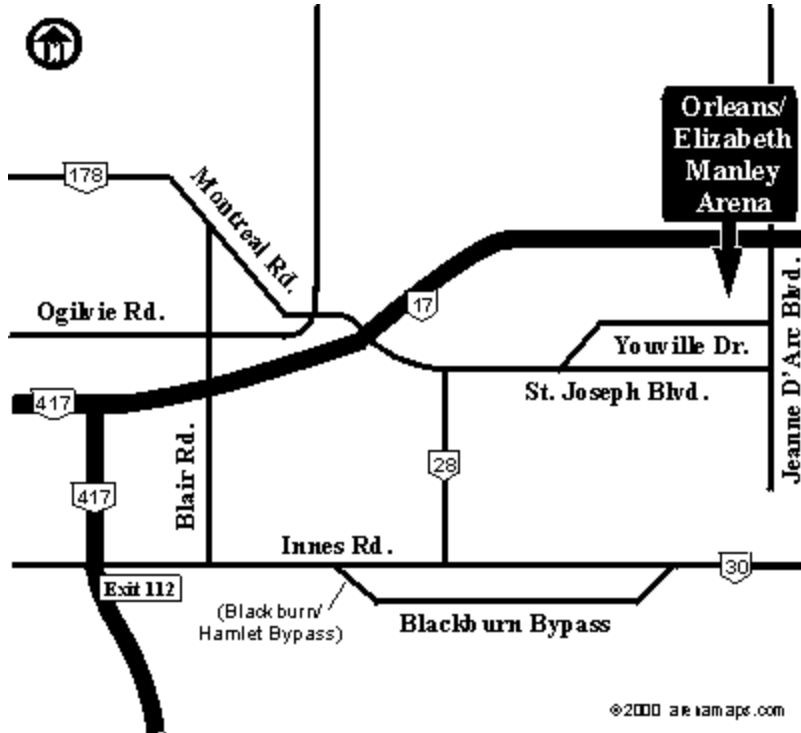 Orleans/
Elizabeth
Manley
Arena
178
Montreal Rd.
17
Ogilvie Rd.
Youville Dr.
St. Joseph Blvd.
Jeanne D'Arc Blvd.
417
417
Blair Rd.
28
Innes Rd.
30
Exit 112
(Blackburn/
Hamlet Bypass)
Blackburn Bypass
©2000 arenamaps.com